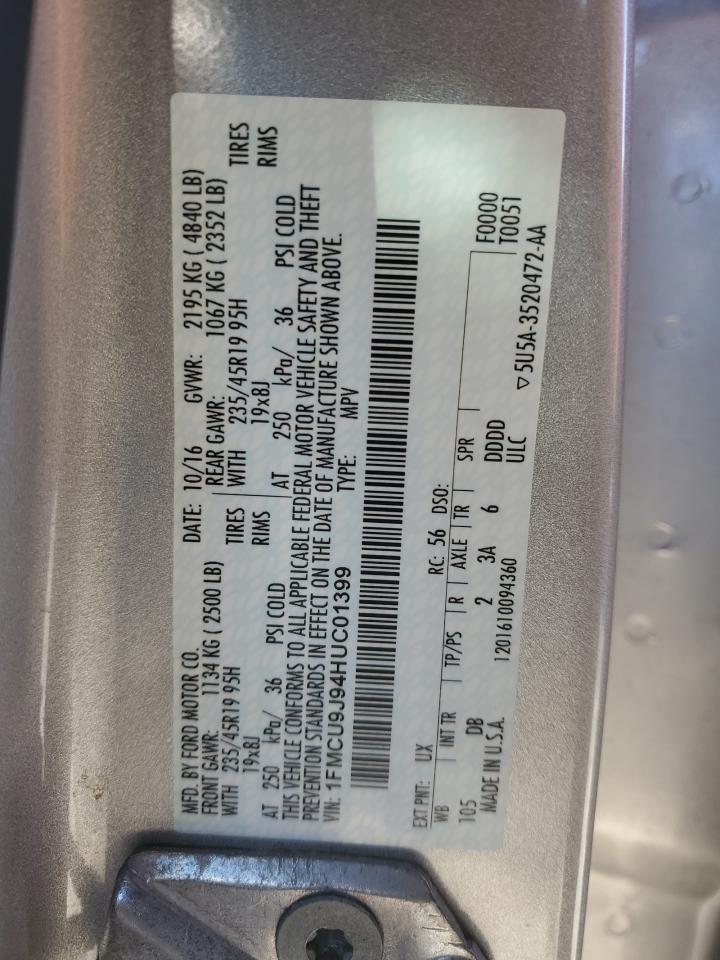 MFD. BY FORD MOTOR CO. DATE: 10/16 GVWR: 2195 KG ( 4840 LB)
FRONT GAWR: 1134 KG ( 2500 LB) REAR GAWR: 1067 KG ( 2352 LB)
WITH 235/45R19 95H TIRES WITH 235/45R19 95H TIRES
19x8J RIMS 19x8J RIMS
AT 250 kPa/ 36 PSI COLD AT 250 kPa/ 36 PSI COLD
THIS VEHICLE CONFORMS TO ALL APPLICABLE FEDERAL MOTOR VEHICLE SAFETY AND THEFT
PREVENTION STANDARDS IN EFFECT ON THE DATE OF MANUFACTURE SHOWN ABOVE.
VIN: 1FMCU9J94HUC01399 TYPE: MPV
EXT PNT: UX RC: 56 DSO: F0000
WB INT TR TP/PS R AXLE TR SPR T0051
105 DB 2 3A 6 DDDD
MADE IN U.S.A. 1201610094360 ULC ▽5U5A-3520472-AA